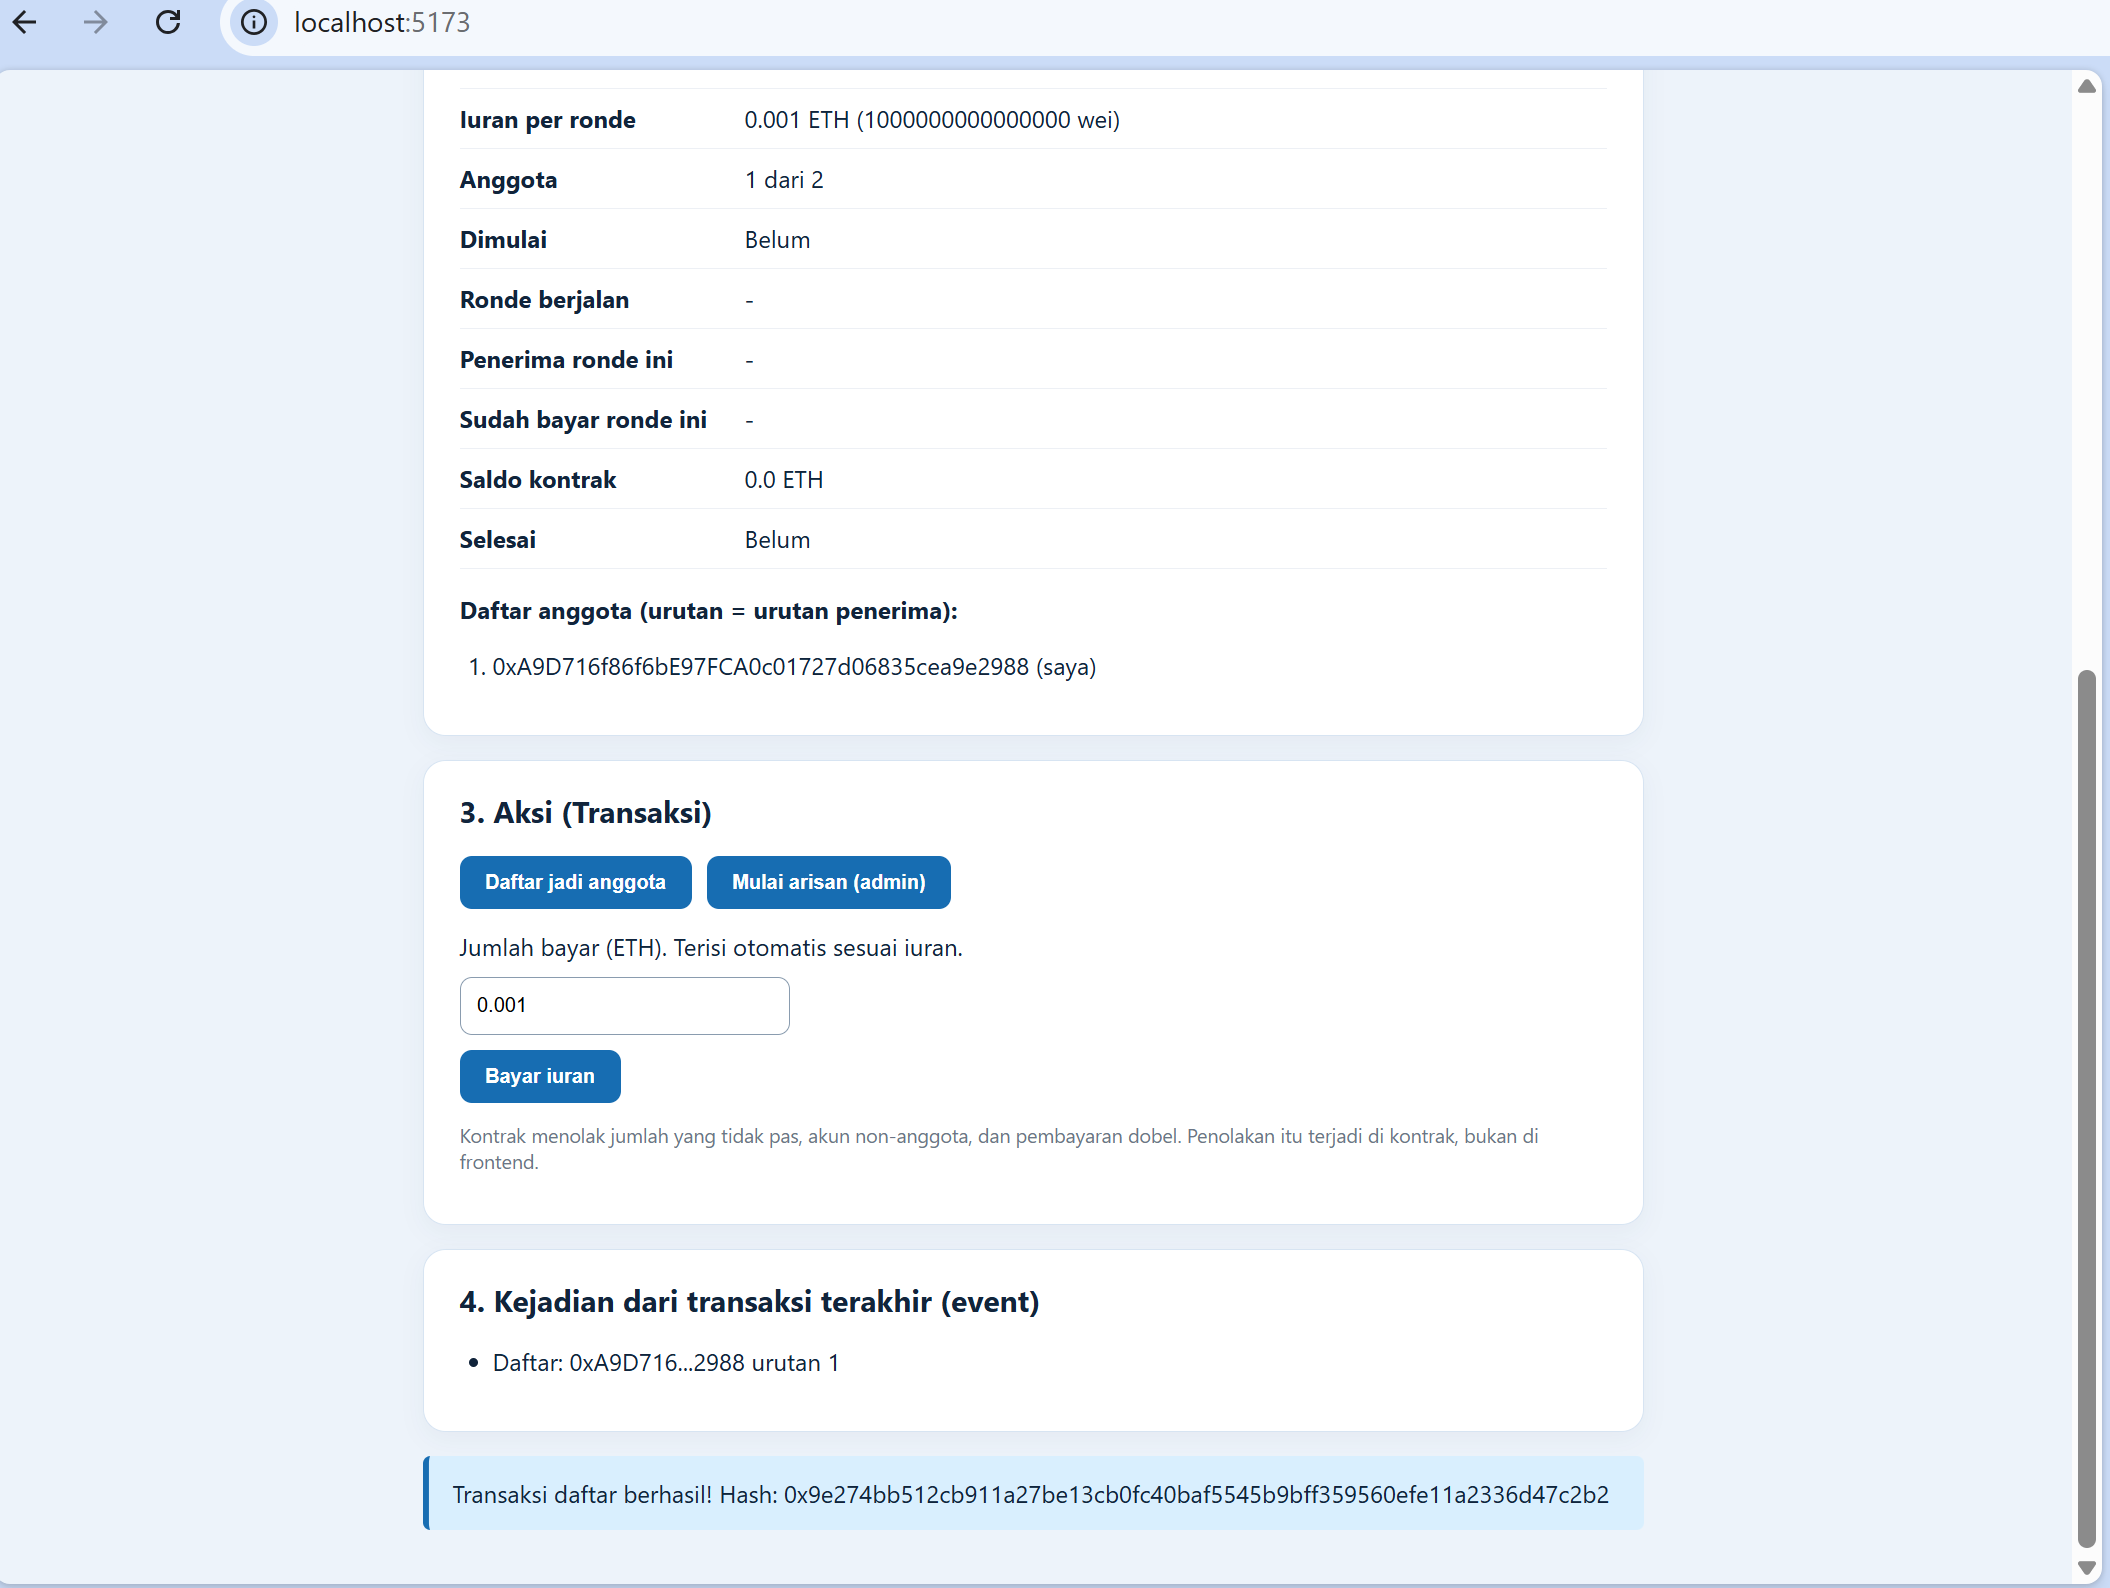 localhost:5173
Iuran per ronde 0.001 ETH (1000000000000000 wei)
Anggota 1 dari 2
Dimulai Belum
Ronde berjalan -
Penerima ronde ini -
Sudah bayar ronde ini -
Saldo kontrak 0.0 ETH
Selesai Belum
Daftar anggota (urutan = urutan penerima):
1. 0xA9D716f86f6bE97FCA0c01727d06835cea9e2988 (saya)
3. Aksi (Transaksi)
Daftar jadi anggota Mulai arisan (admin)
Jumlah bayar (ETH). Terisi otomatis sesuai iuran.
0.001
Bayar iuran
Kontrak menolak jumlah yang tidak pas, akun non-anggota, dan pembayaran dobel. Penolakan itu terjadi di kontrak, bukan di
frontend.
4. Kejadian dari transaksi terakhir (event)
• Daftar: 0xA9D716...2988 urutan 1
Transaksi daftar berhasil! Hash: 0x9e274bb512cb911a27be13cb0fc40baf5545b9bff359560efe11a2336d47c2b2